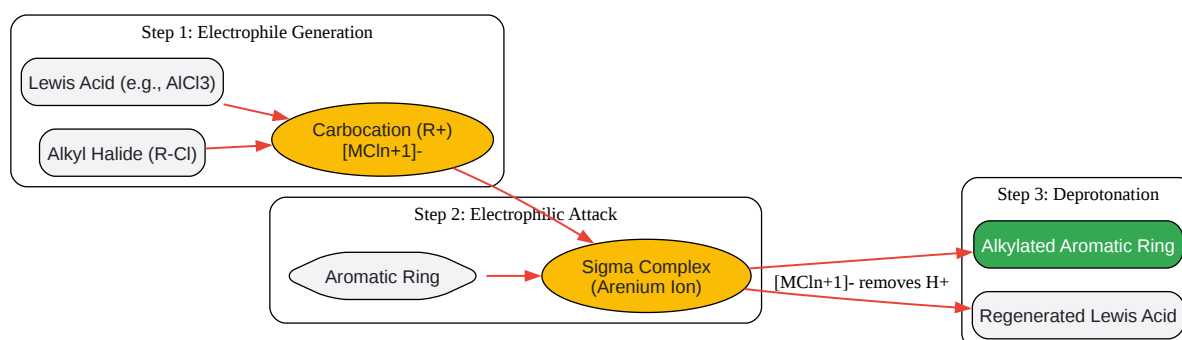 Step 1: Electrophile Generation
Lewis Acid (e.g., AlCl3)
Alkyl Halide (R-Cl)
Carbocation (R+)
[MCln+1]-
Step 2: Electrophilic Attack
Aromatic Ring
Sigma Complex
(Arenium Ion)
[MCln+1]- removes H+
Step 3: Deprotonation
Alkylated Aromatic Ring
Regenerated Lewis Acid